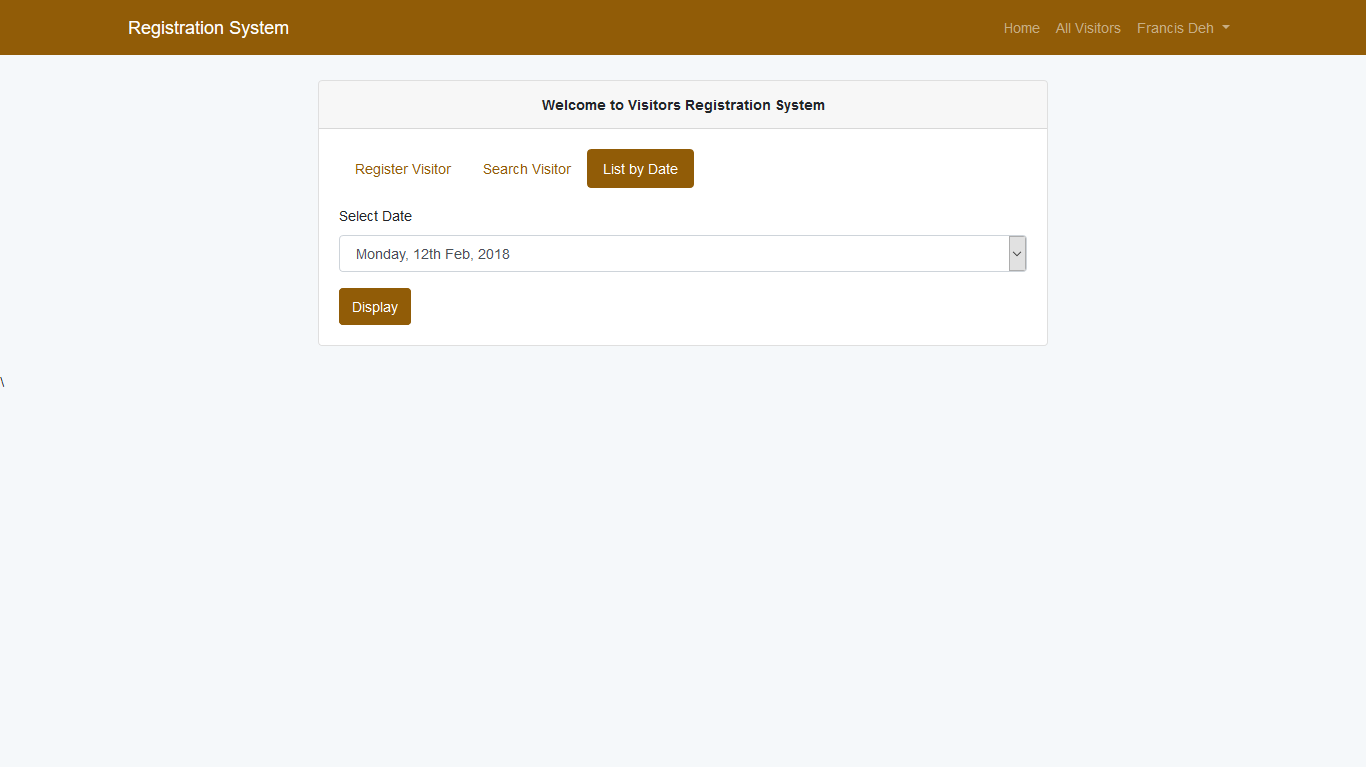 Registration System Home All Visitors Francis Deh
Welcome to Visitors Registration System
Register Visitor Search Visitor List by Date
Select Date
Monday, 12th Feb, 2018
Display
\